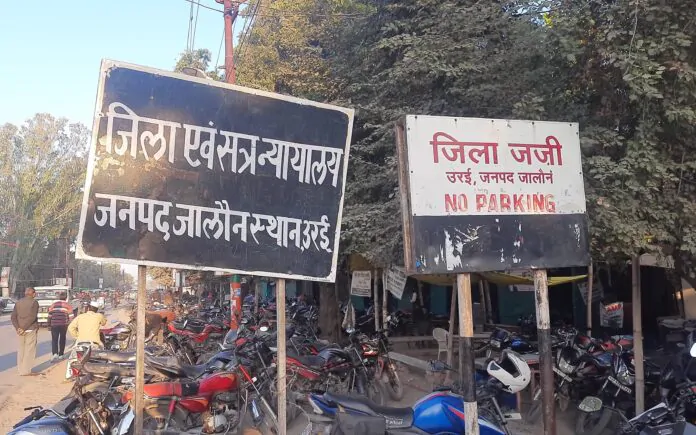 जिला एवं सत्र न्यायालय
जनपद जालौन स्थान उरई
जिला जजी
उरई, जनपद जालौनं
NO PARKING